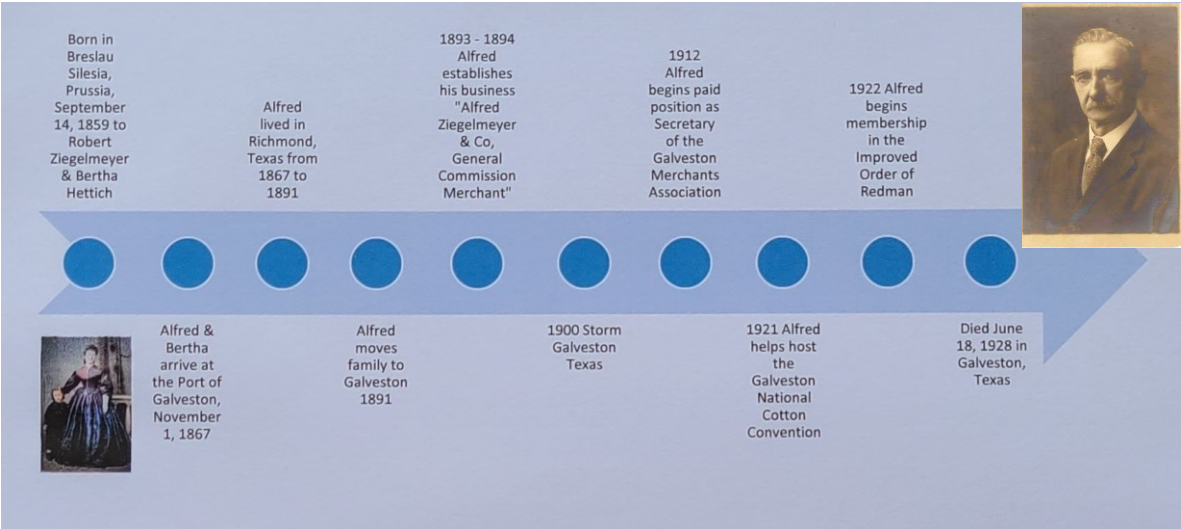 Born in
Breslau
Silesia,
Prussia,
September
14, 1859 to
Robert
Ziegelmeyer
& Bertha
Hettich
Alfred &
Bertha
arrive at
the Port of
Galveston,
November
1, 1867
Alfred
lived in
Richmond,
Texas from
1867 to
1891
Alfred
moves
family to
Galveston
1891
1893 - 1894
Alfred
establishes
his business
"Alfred
Ziegelmeyer
& Co,
General
Commission
Merchant"
1900 Storm
Galveston
Texas
1912
Alfred
begins paid
position as
Secretary
of the
Galveston
Merchants
Association
1921 Alfred
helps host
the
Galveston
National
Cotton
Convention
1922 Alfred
begins
membership
in the
Improved
Order of
Redman
Died June
18, 1928 in
Galveston,
Texas